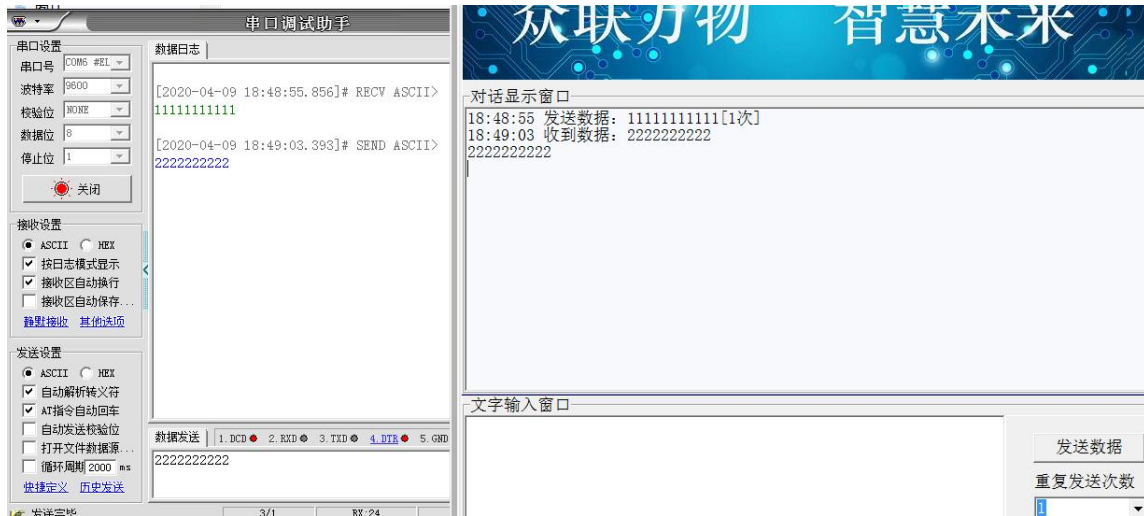 串口调试助手
串口设置
串口号 COM6 #EL
波特率 9600
校验位 NONE
数据位 8
停止位 1
关闭
接收设置
ASCII HEX
按日志模式显示
接收区自动换行
接收区自动保存...
静默接收 其他选项
发送设置
ASCII HEX
自动解析转义符
AT指令自动回车
自动发送校验位
打开文件数据源...
循环周期 2000 ms
快捷定义 历史发送
发送完毕
数据日志
[2020-04-09 18:48:55.856]# RECV ASCII>
11111111111
[2020-04-09 18:49:03.393]# SEND ASCII>
2222222222
数据发送 1.DCD 2.RXD 3.TXD 4.DTR 5.GND
2222222222
3/1 RX:24
众联万物 智慧未来
对话显示窗口
18:48:55 发送数据: 11111111111[1次]
18:49:03 收到数据: 2222222222
2222222222
文字输入窗口
发送数据
重复发送次数
1